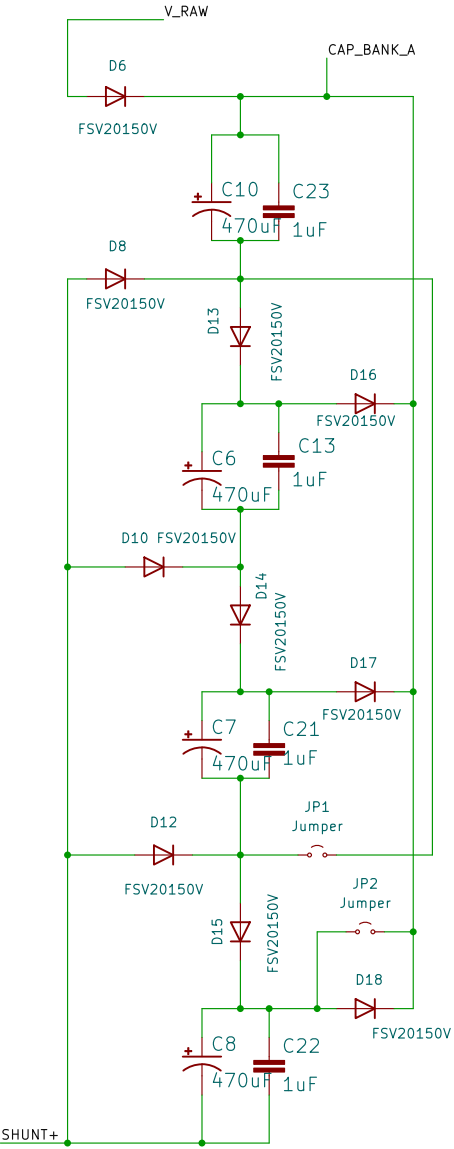 V_RAW
CAP_BANK_A
D6
FSV20150V
C10
C23
470uF
1uF
D8
FSV20150V
D13
FSV20150V
D16
FSV20150V
C6
C13
470uF
1uF
D10 FSV20150V
D14
FSV20150V
D17
FSV20150V
C7
C21
470uF
1uF
JP1
Jumper
D12
FSV20150V
JP2
Jumper
D15
FSV20150V
D18
FSV20150V
C8
C22
470uF
1uF
SHUNT+